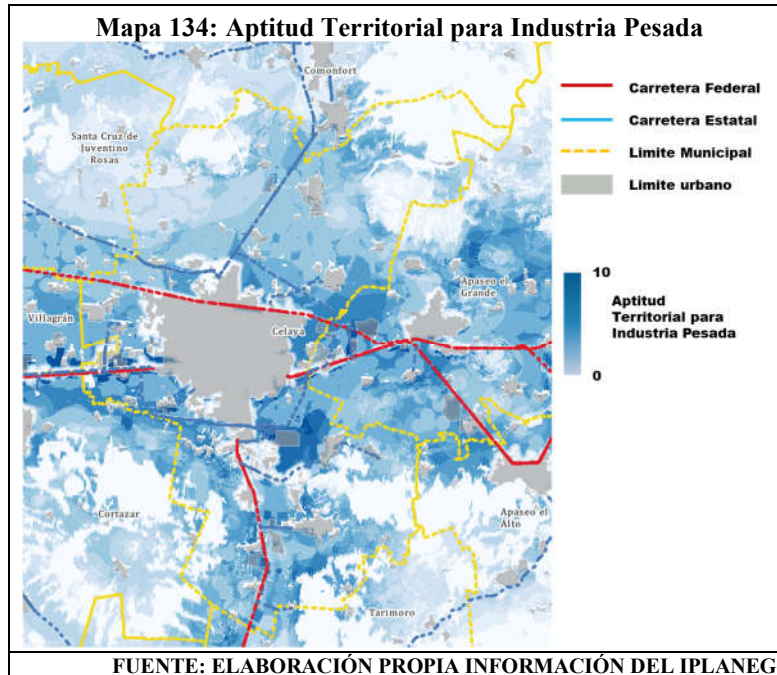 Mapa 134: Aptitud Territorial para Industria Pesada
Comonfort
Santa Cruz de
Juventino
Rosas
Apaseo el
Grande
Villagrán
Celaya
Cortazar
Apaseo el
Alto
Tarimoro
Carretera Federal
Carretera Estatal
Limite Municipal
Limite urbano
10
Aptitud
Territorial para
Industria Pesada
0
FUENTE: ELABORACIÓN PROPIA INFORMACIÓN DEL IPLANEG